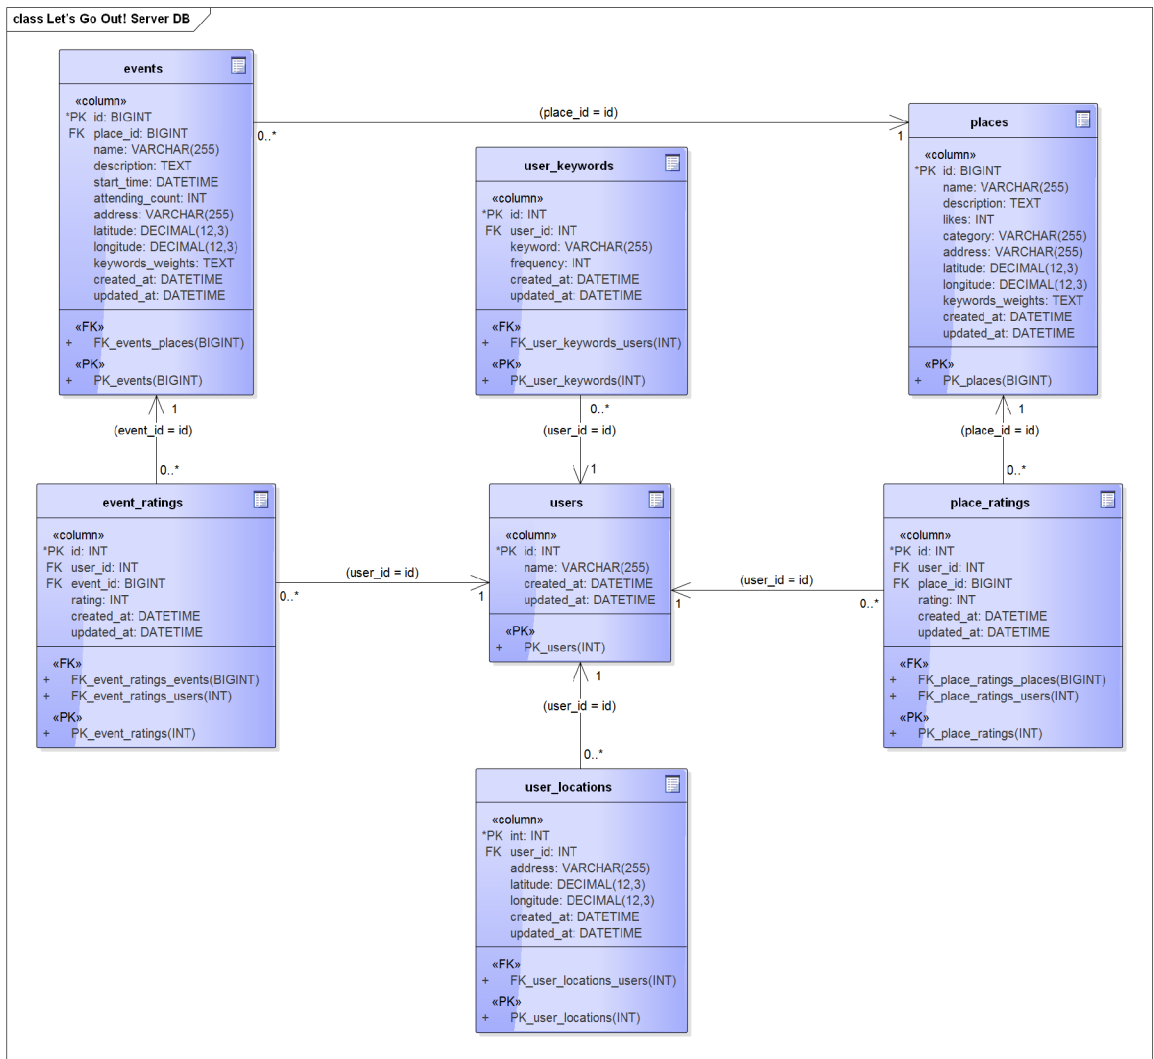 class Let's Go Out! Server DB
events
«column»
*PK id: BIGINT
FK place_id: BIGINT
name: VARCHAR(255)
description: TEXT
start_time: DATETIME
attending_count: INT
address: VARCHAR(255)
latitude: DECIMAL(12,3)
longitude: DECIMAL(12,3)
keywords_weights: TEXT
created_at: DATETIME
updated_at: DATETIME
«FK»
+ FK_events_places(BIGINT)
«PK»
+ PK_events(BIGINT)
(place_id = id)
0..*
1
user_keywords
«column»
*PK id: INT
FK user_id: INT
keyword: VARCHAR(255)
frequency: INT
created_at: DATETIME
updated_at: DATETIME
«FK»
+ FK_user_keywords_users(INT)
«PK»
+ PK_user_keywords(INT)
places
«column»
*PK id: BIGINT
name: VARCHAR(255)
description: TEXT
likes: INT
category: VARCHAR(255)
address: VARCHAR(255)
latitude: DECIMAL(12,3)
longitude: DECIMAL(12,3)
keywords_weights: TEXT
created_at: DATETIME
updated_at: DATETIME
«PK»
+ PK_places(BIGINT)
1
(event_id = id)
0..*
0..*
(user_id = id)
1
1
(place_id = id)
0..*
event_ratings
«column»
*PK id: INT
FK user_id: INT
FK event_id: BIGINT
rating: INT
created_at: DATETIME
updated_at: DATETIME
«FK»
+ FK_event_ratings_events(BIGINT)
+ FK_event_ratings_users(INT)
«PK»
+ PK_event_ratings(INT)
(user_id = id)
0..*
1
users
«column»
*PK id: INT
name: VARCHAR(255)
created_at: DATETIME
updated_at: DATETIME
«PK»
+ PK_users(INT)
(user_id = id)
1
0..*
place_ratings
«column»
*PK id: INT
FK user_id: INT
FK place_id: BIGINT
rating: INT
created_at: DATETIME
updated_at: DATETIME
«FK»
+ FK_place_ratings_places(BIGINT)
+ FK_place_ratings_users(INT)
«PK»
+ PK_place_ratings(INT)
1
(user_id = id)
0..*
user_locations
«column»
*PK int: INT
FK user_id: INT
address: VARCHAR(255)
latitude: DECIMAL(12,3)
longitude: DECIMAL(12,3)
created_at: DATETIME
updated_at: DATETIME
«FK»
+ FK_user_locations_users(INT)
«PK»
+ PK_user_locations(INT)